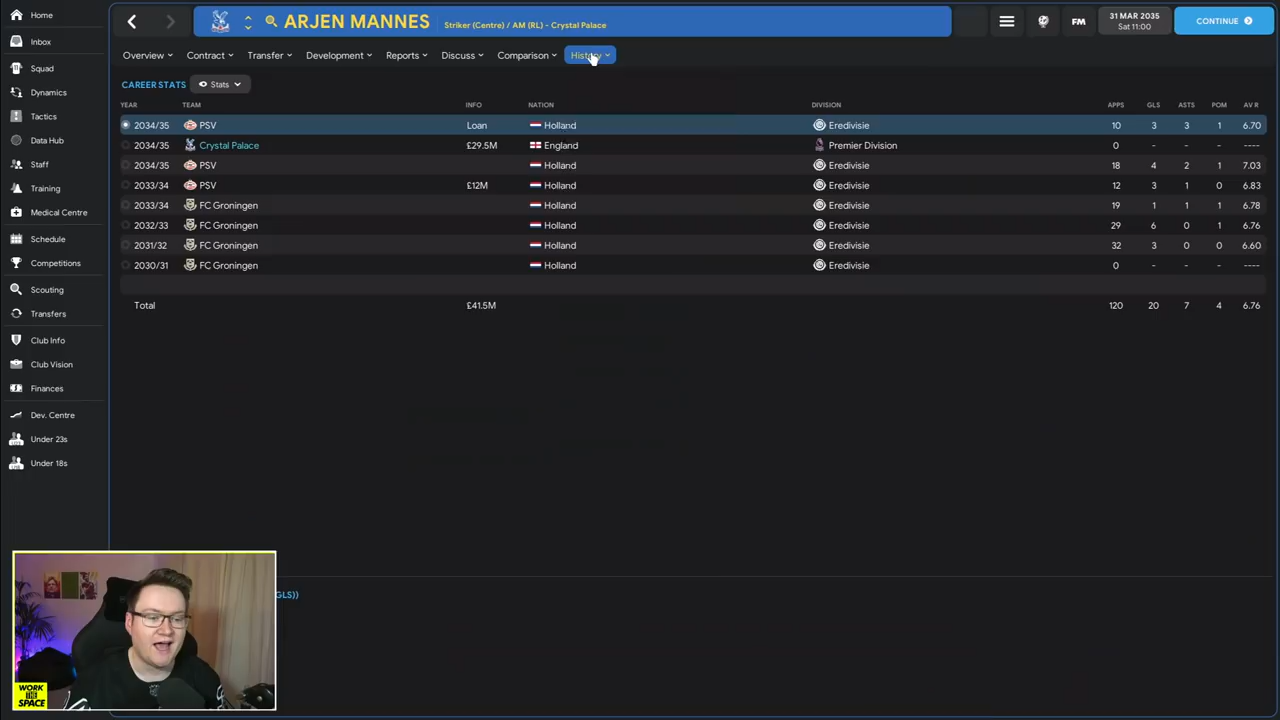 Home
Inbox
Squad
Dynamics
Tactics
Data Hub
Staff
Training
Medical Centre
Schedule
Competitions
Scouting
Transfers
Club Info
Club Vision
Finances
Dev. Centre
Under 23s
Under 18s
ARJEN MANNES Striker (Centre) / AM (RL) - Crystal Palace
FM
31 MAR 2035
Sat 11:00
CONTINUE
Overview Contract Transfer Development Reports Discuss Comparison History
CAREER STATS Stats
YEAR TEAM INFO NATION DIVISION APPS GLS ASTS POM AV R
2034/35 PSV Loan Holland Eredivisie 10 3 3 1 6.70
2034/35 Crystal Palace £29.5M England Premier Division 0 - - - ----
2034/35 PSV Holland Eredivisie 18 4 2 1 7.03
2033/34 PSV £12M Holland Eredivisie 12 3 1 0 6.83
2033/34 FC Groningen Holland Eredivisie 19 1 1 1 6.78
2032/33 FC Groningen Holland Eredivisie 29 6 0 1 6.76
2031/32 FC Groningen Holland Eredivisie 32 3 0 0 6.60
2030/31 FC Groningen Holland Eredivisie 0 - - - ----
Total £41.5M 120 20 7 4 6.76
GLS))
WORK
THE
SPACE